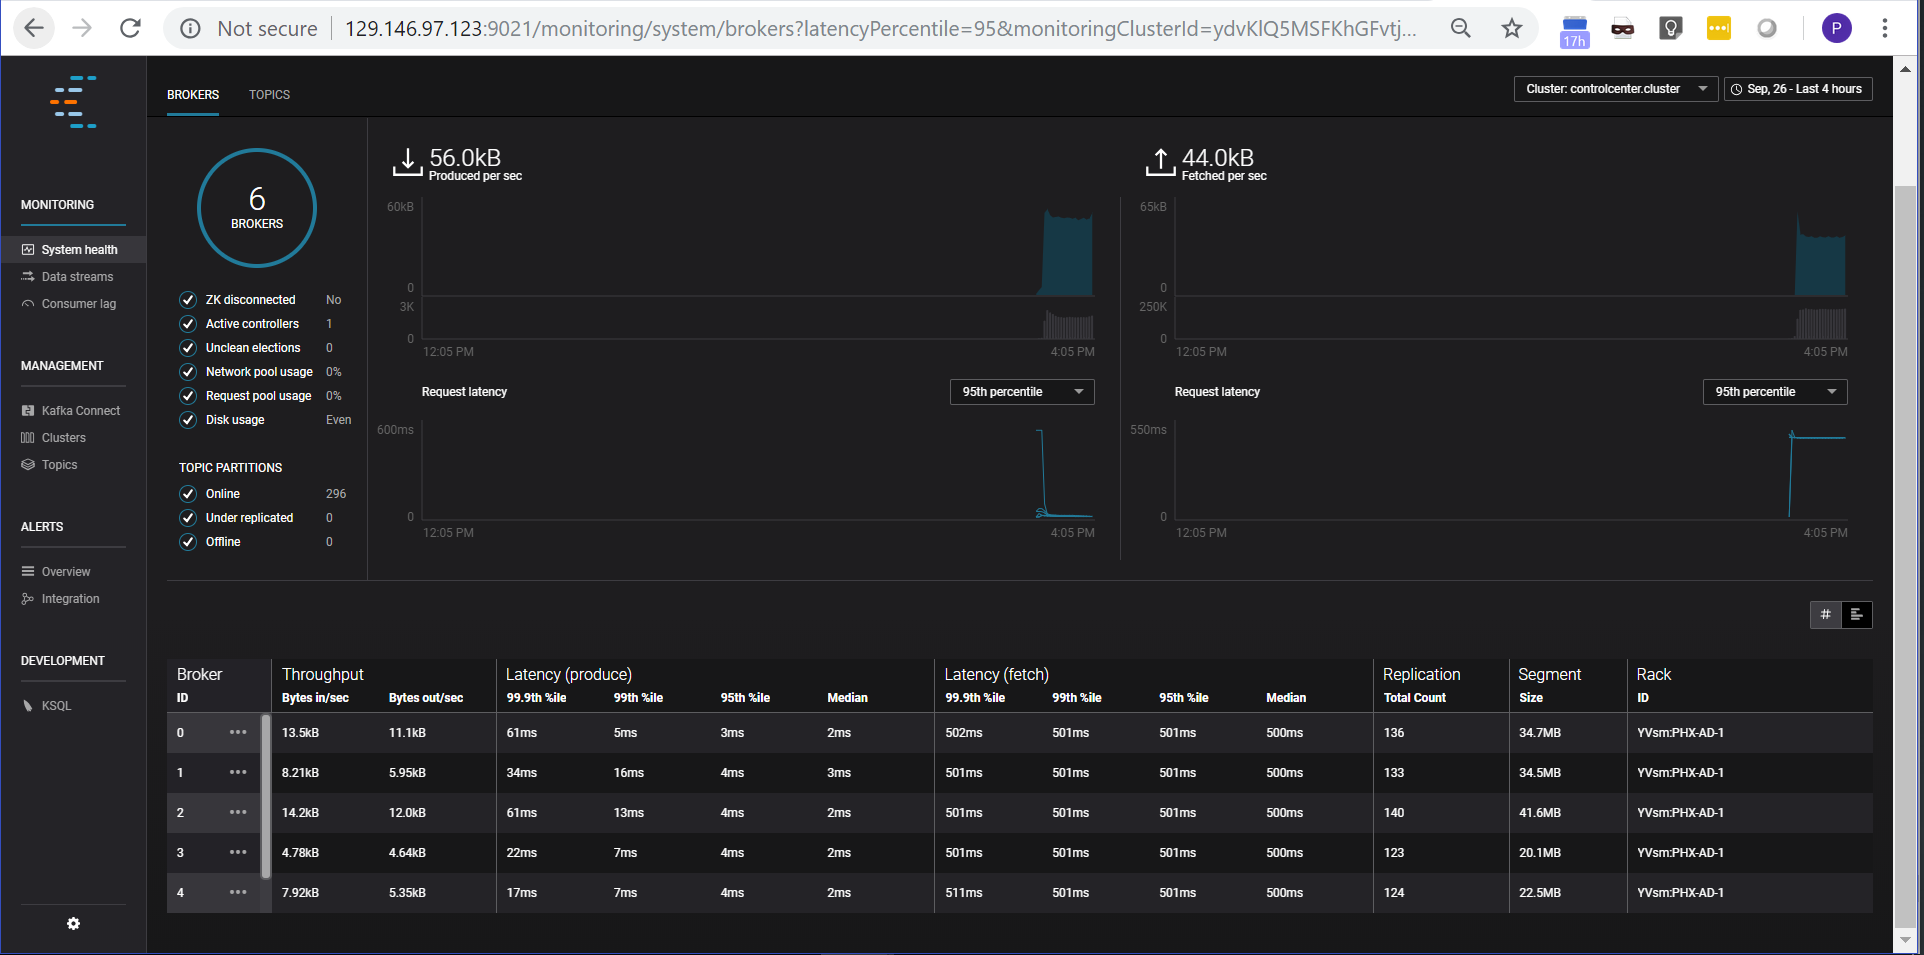 Not secure 129.146.97.123:9021/monitoring/system/brokers?latencyPercentile=95&monitoringClusterId=ydvKlQ5MSFKhGFvtj...
17h
P
BROKERS TOPICS
Cluster: controlcenter.cluster
Sep, 26 - Last 4 hours
MONITORING
System health
Data streams
Consumer lag
MANAGEMENT
Kafka Connect
Clusters
Topics
ALERTS
Overview
Integration
DEVELOPMENT
KSQL
6
BROKERS
ZK disconnected No
Active controllers 1
Unclean elections 0
Network pool usage 0%
Request pool usage 0%
Disk usage Even
TOPIC PARTITIONS
Online 296
Under replicated 0
Offline 0
56.0kB
Produced per sec
60kB
0
3K
0
12:05 PM 4:05 PM
Request latency 95th percentile
600ms
0
12:05 PM 4:05 PM
44.0kB
Fetched per sec
65kB
0
250K
0
12:05 PM 4:05 PM
Request latency 95th percentile
550ms
0
12:05 PM 4:05 PM
#
Broker Throughput Latency (produce) Latency (fetch) Replication Segment Rack
ID Bytes in/sec Bytes out/sec 99.9th %ile 99th %ile 95th %ile Median 99.9th %ile 99th %ile 95th %ile Median Total Count Size ID
0 ••• 13.5kB 11.1kB 61ms 5ms 3ms 2ms 502ms 501ms 501ms 500ms 136 34.7MB YVsm:PHX-AD-1
1 ••• 8.21kB 5.95kB 34ms 16ms 4ms 3ms 501ms 501ms 501ms 500ms 133 34.5MB YVsm:PHX-AD-1
2 ••• 14.2kB 12.0kB 61ms 13ms 4ms 2ms 501ms 501ms 501ms 500ms 140 41.6MB YVsm:PHX-AD-1
3 ••• 4.78kB 4.64kB 22ms 7ms 4ms 2ms 501ms 501ms 501ms 500ms 123 20.1MB YVsm:PHX-AD-1
4 ••• 7.92kB 5.35kB 17ms 7ms 4ms 2ms 511ms 501ms 501ms 500ms 124 22.5MB YVsm:PHX-AD-1